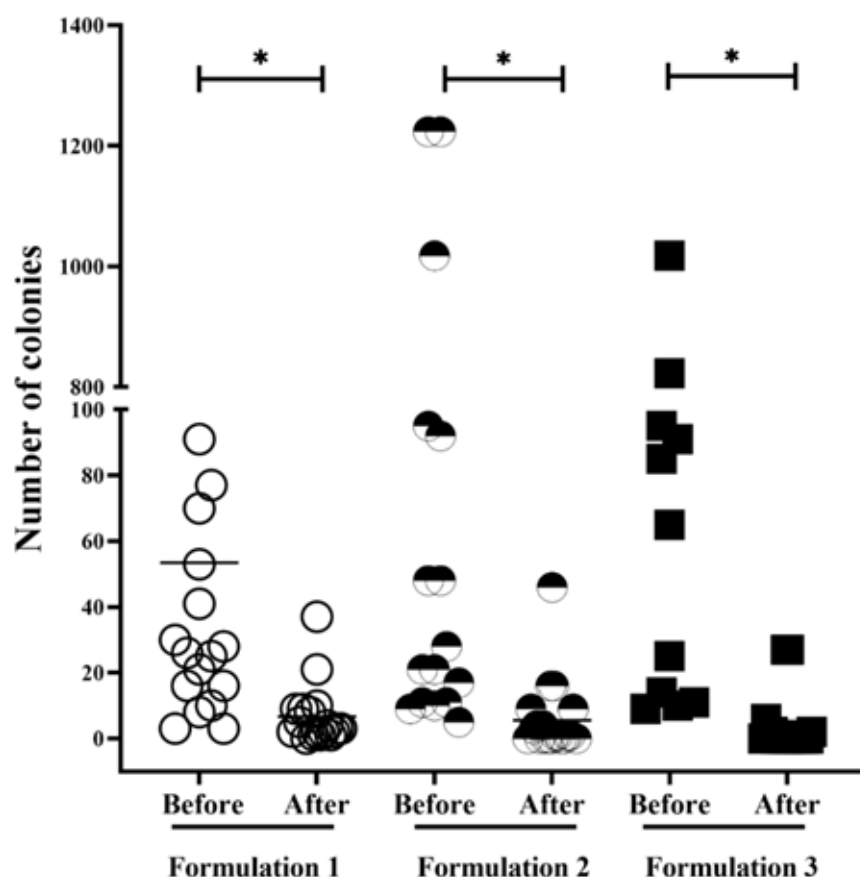 1400
* * *
1200
1000
800
100
80
60
40
20
0
Number of colonies
Before After Before After Before After
Formulation 1 Formulation 2 Formulation 3